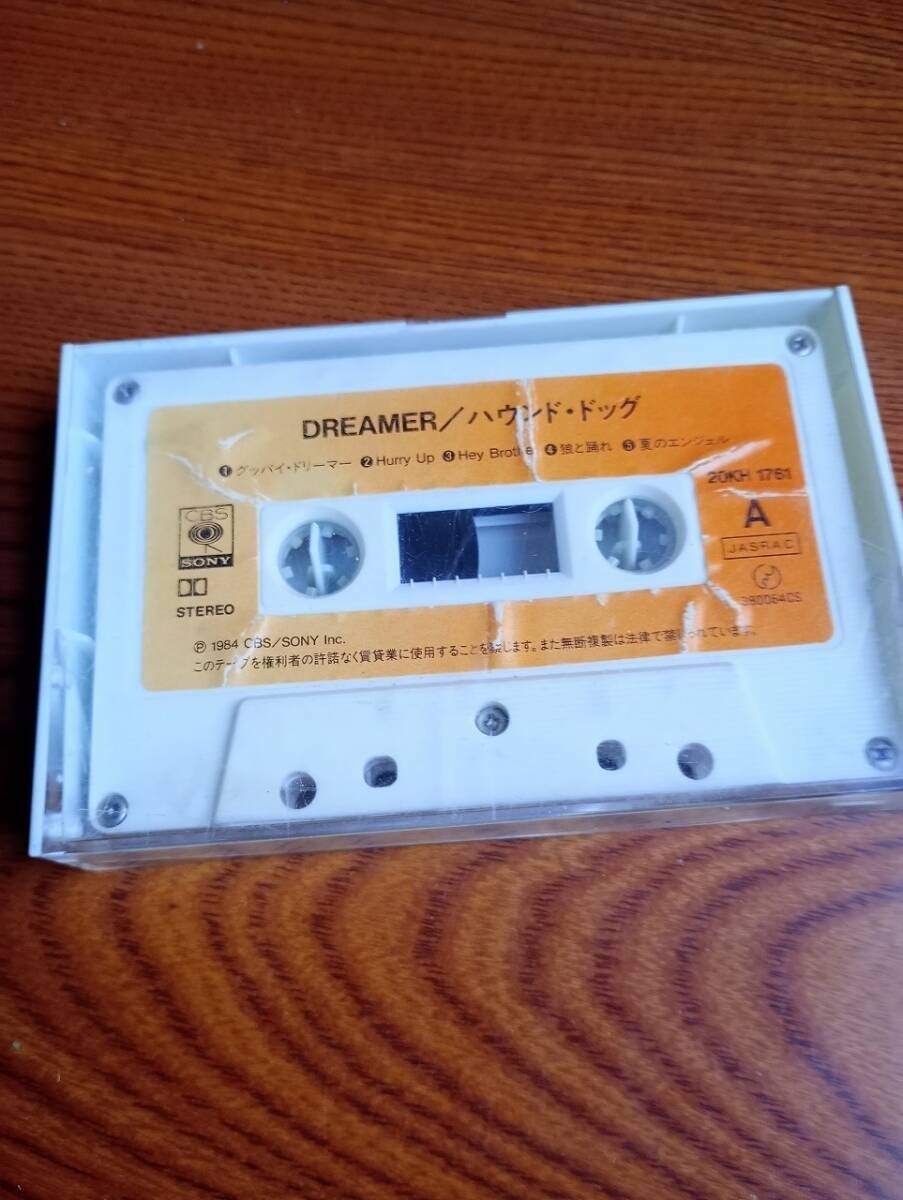 DREAMER/ハウンド・ドッグ
❶グッバイ・ドリーマー ❷Hurry Up ❸Hey Brother ❹狼と踊れ ❺夏のエンジェル
20KH 1761
A
JASRAC
CBS
SONY
STEREO
℗ 1984 CBS/SONY Inc.
このテープを権利者の許諾なく賃貸業に使用することを禁じます。また無断複製は法律で禁じられています。